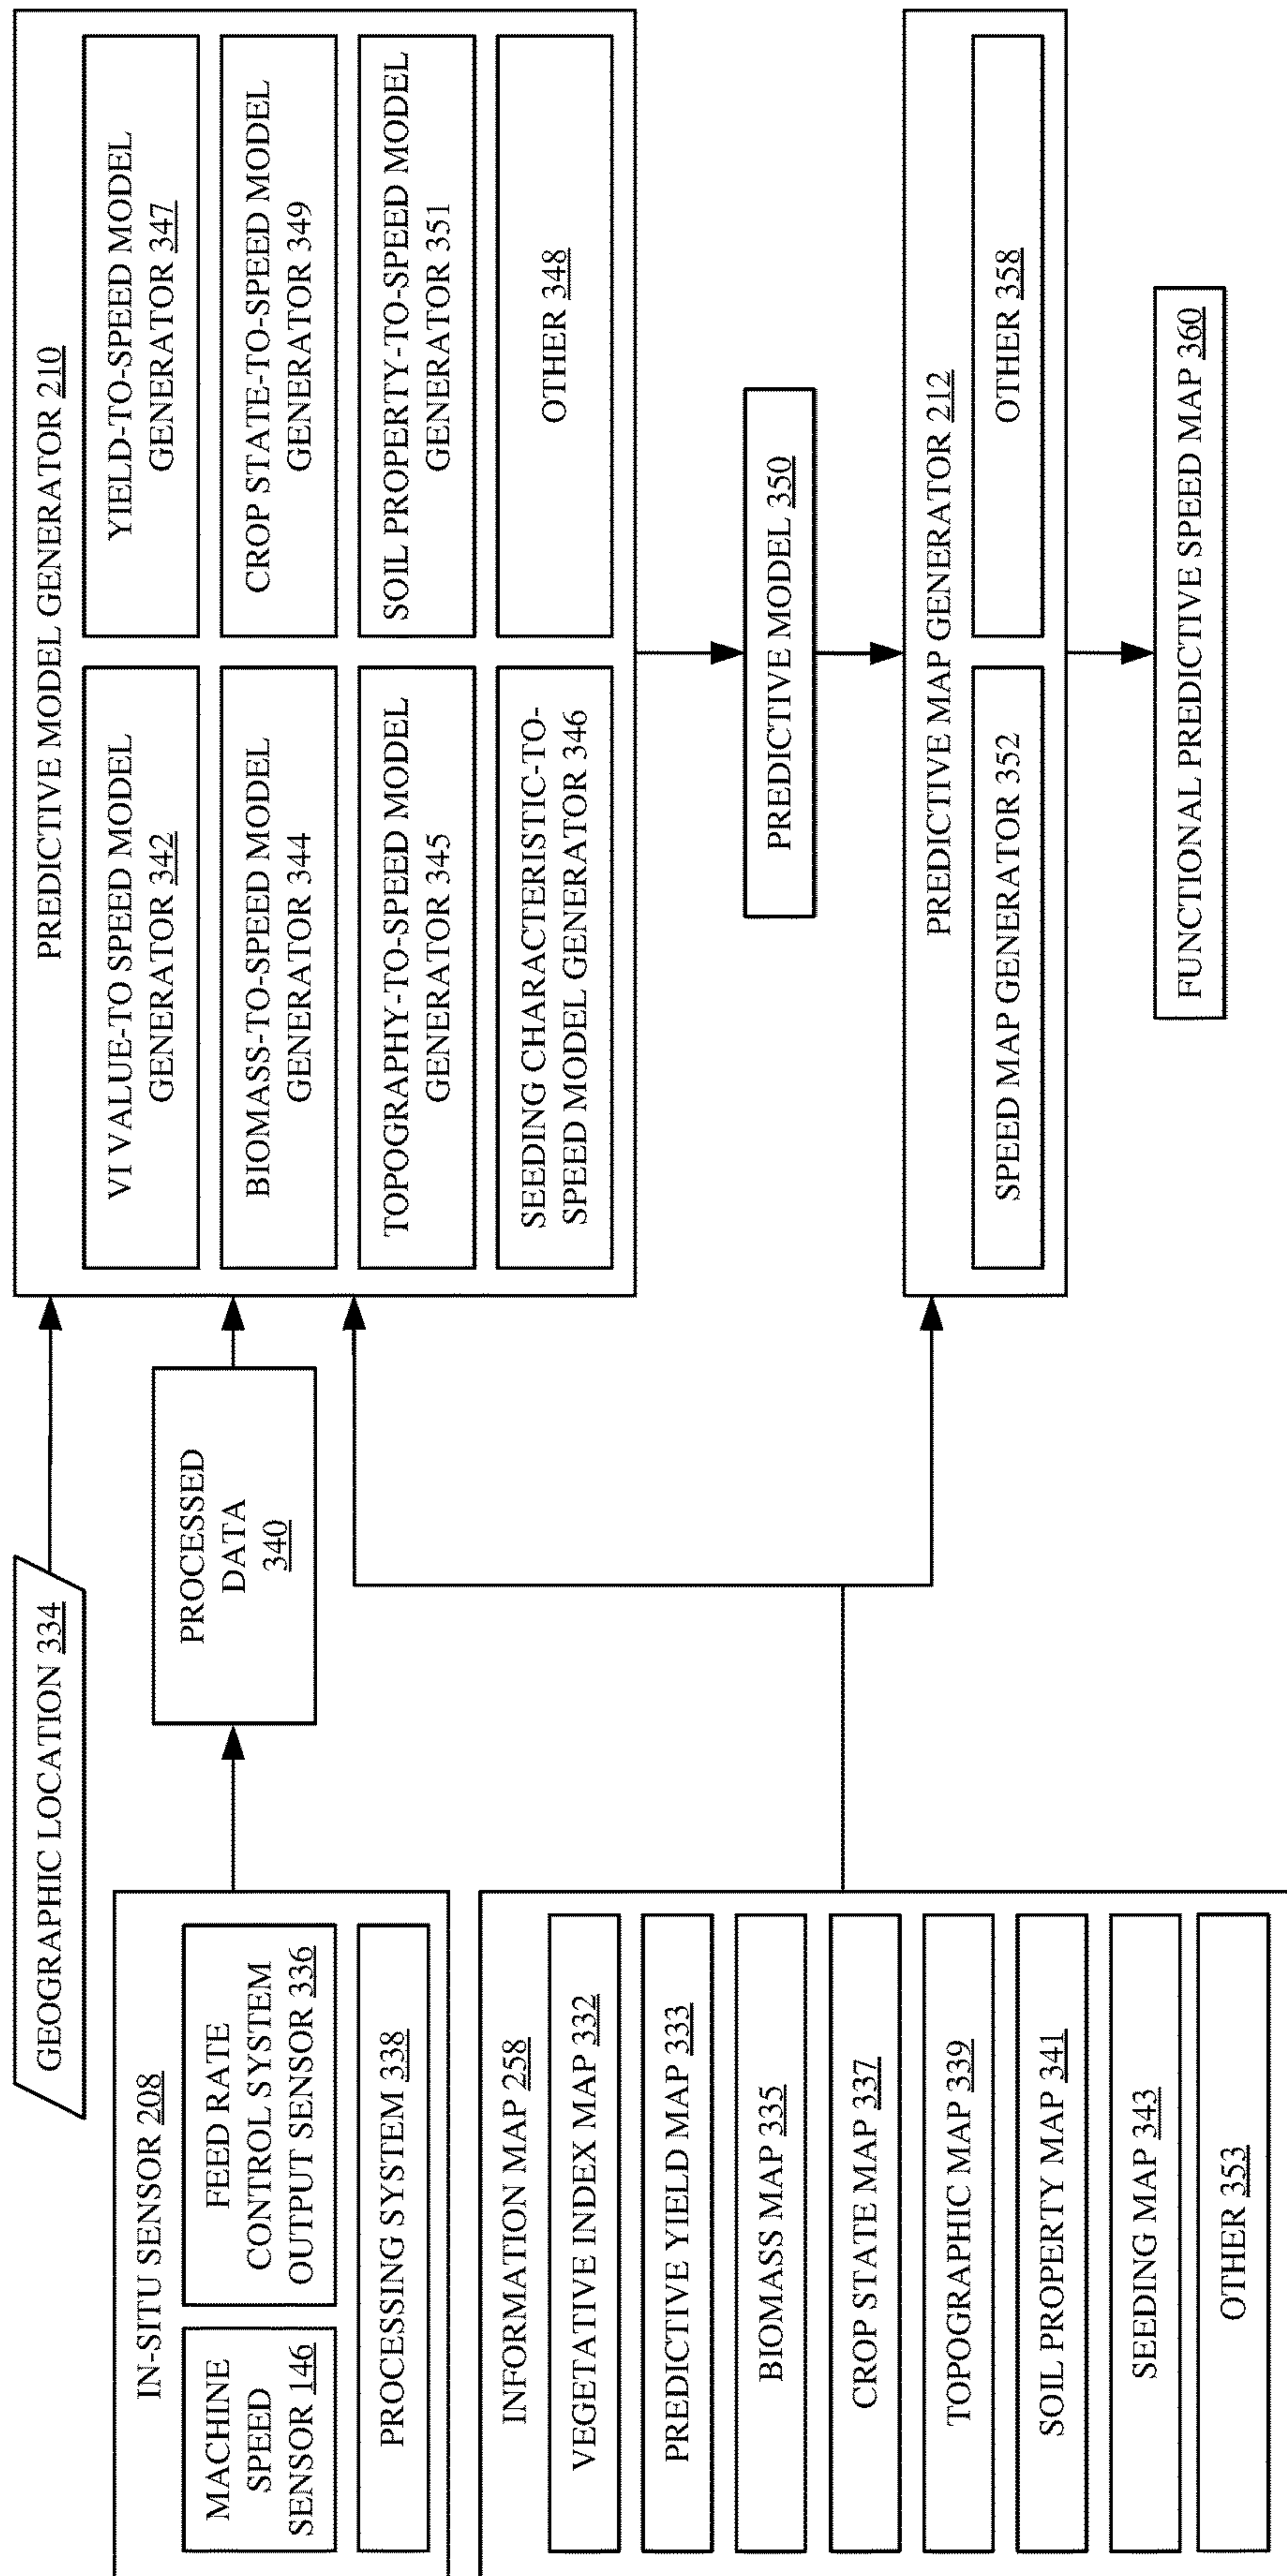 GEOGRAPHIC LOCATION 334
IN-SITU SENSOR 208
MACHINE
SPEED
SENSOR 146
FEED RATE
CONTROL SYSTEM
OUTPUT SENSOR 336
PROCESSING SYSTEM 338
INFORMATION MAP 258
VEGETATIVE INDEX MAP 332
PREDICTIVE YIELD MAP 333
BIOMASS MAP 335
CROP STATE MAP 337
TOPOGRAPHIC MAP 339
SOIL PROPERTY MAP 341
SEEDING MAP 343
OTHER 353
PROCESSED
DATA
340
PREDICTIVE MODEL GENERATOR 210
VI VALUE-TO SPEED MODEL
GENERATOR 342
YIELD-TO-SPEED MODEL
GENERATOR 347
BIOMASS-TO-SPEED MODEL
GENERATOR 344
CROP STATE-TO-SPEED MODEL
GENERATOR 349
TOPOGRAPHY-TO-SPEED MODEL
GENERATOR 345
SOIL PROPERTY-TO-SPEED MODEL
GENERATOR 351
SEEDING CHARACTERISTIC-TO-
SPEED MODEL GENERATOR 346
OTHER 348
PREDICTIVE MODEL 350
PREDICTIVE MAP GENERATOR 212
SPEED MAP GENERATOR 352
OTHER 358
FUNCTIONAL PREDICTIVE SPEED MAP 360